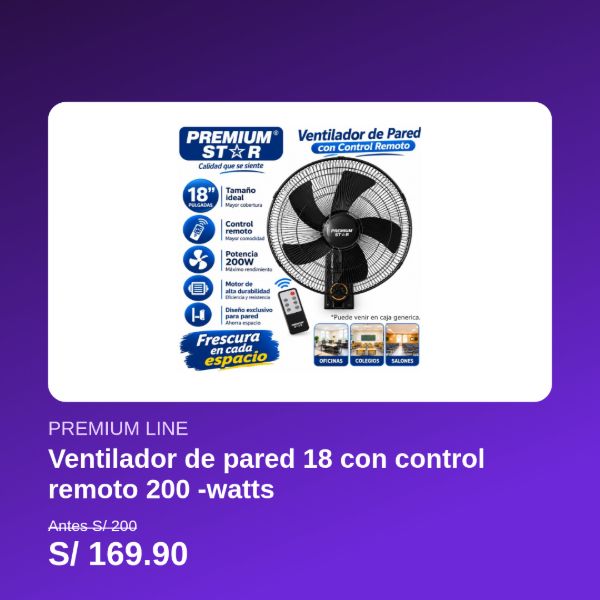 PREMIUM®
ST☆R
Calidad que se siente
Ventilador de Pared
con Control Remoto
18”
PULGADAS
Tamaño
ideal
Mayor cobertura
Control
remoto
Mayor comodidad
Potencia
200W
Máximo rendimiento
Motor de
alta durabilidad
Eficiencia y resistencia
Diseño exclusivo
para pared
Ahorra espacio
Frescura
en cada
espacio
PREMIUM
ST☆R
*Puede venir en caja generica.
OFICINAS
COLEGIOS
SALONES
PREMIUM LINE
Ventilador de pared 18 con control
remoto 200 -watts
Antes S/ 200
S/ 169.90